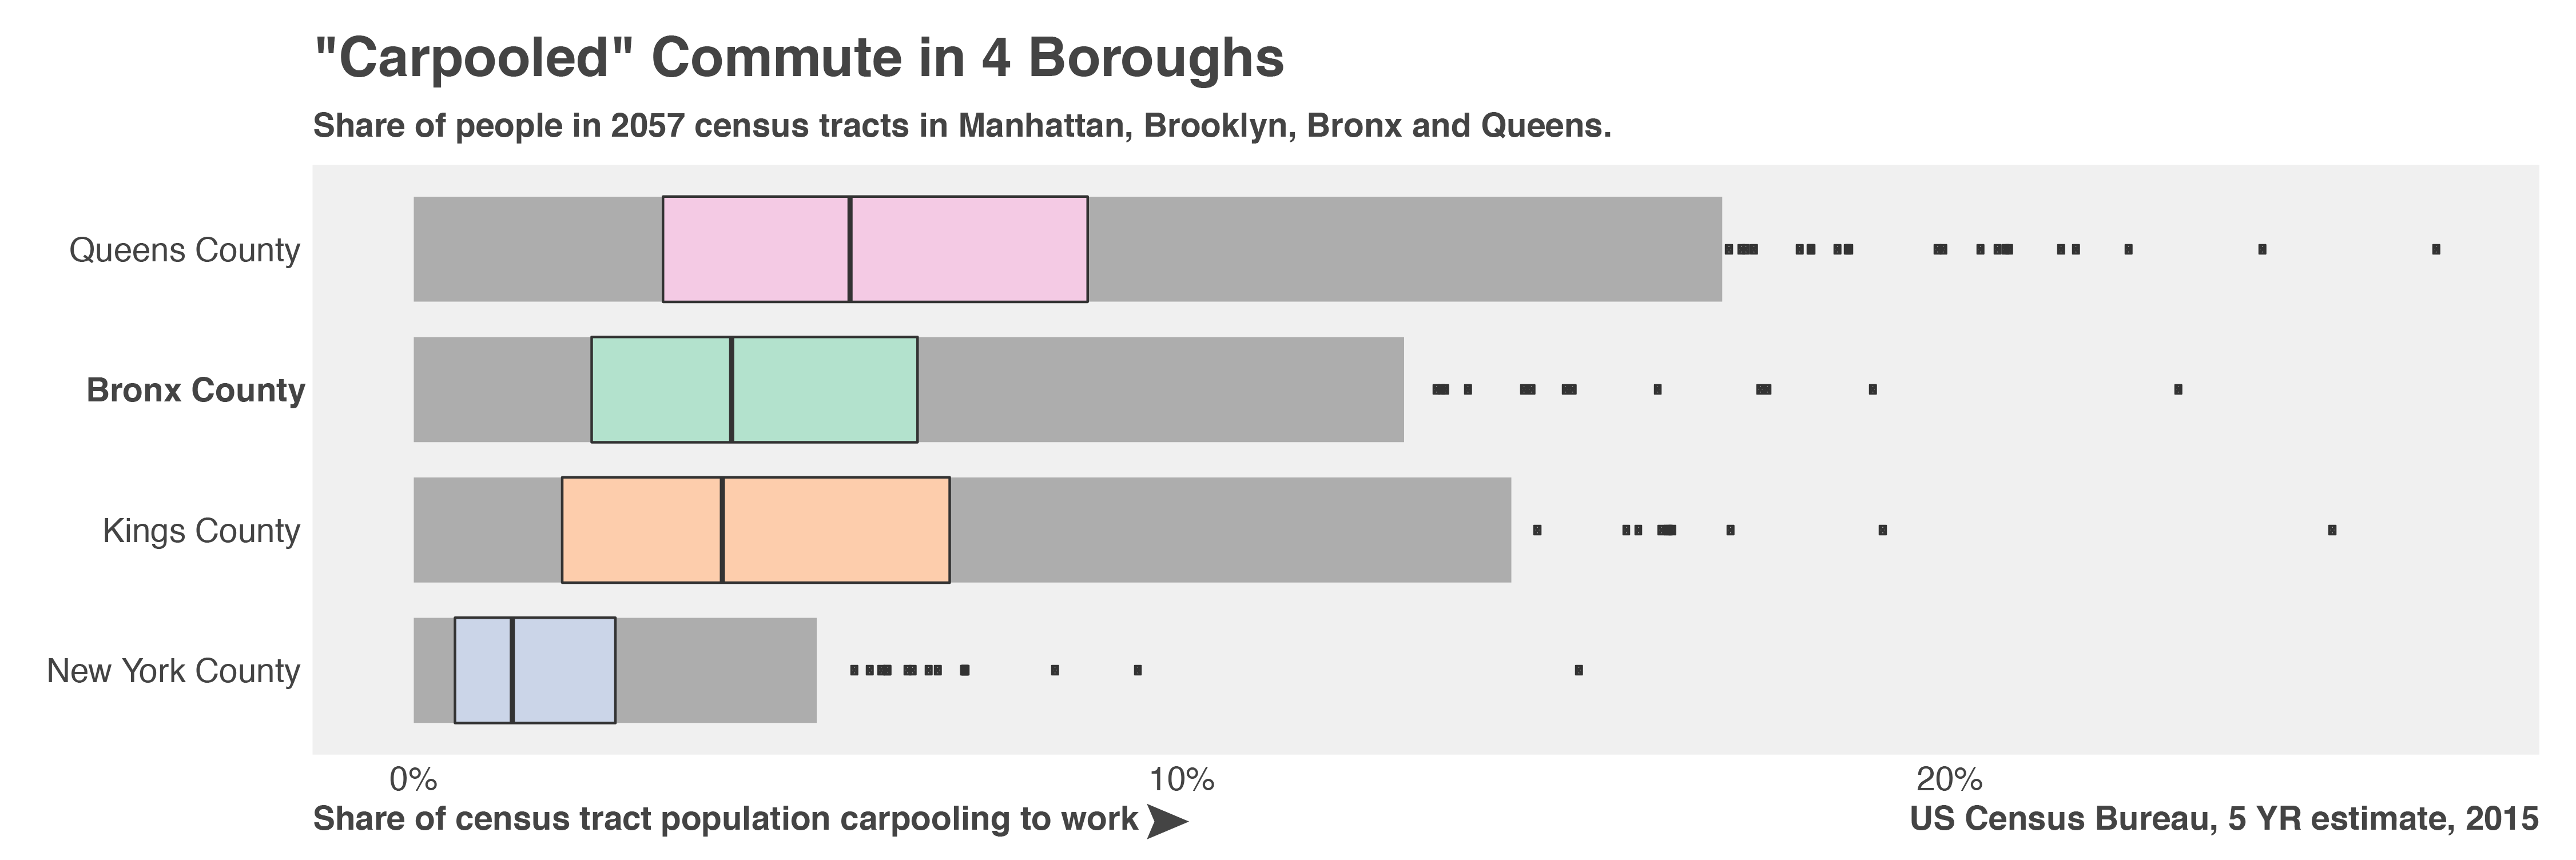 "Carpooled" Commute in 4 Boroughs
Share of people in 2057 census tracts in Manhattan, Brooklyn, Bronx and Queens.
Queens County
Bronx County
Kings County
New York County
0% 10% 20%
Share of census tract population carpooling to work
US Census Bureau, 5 YR estimate, 2015